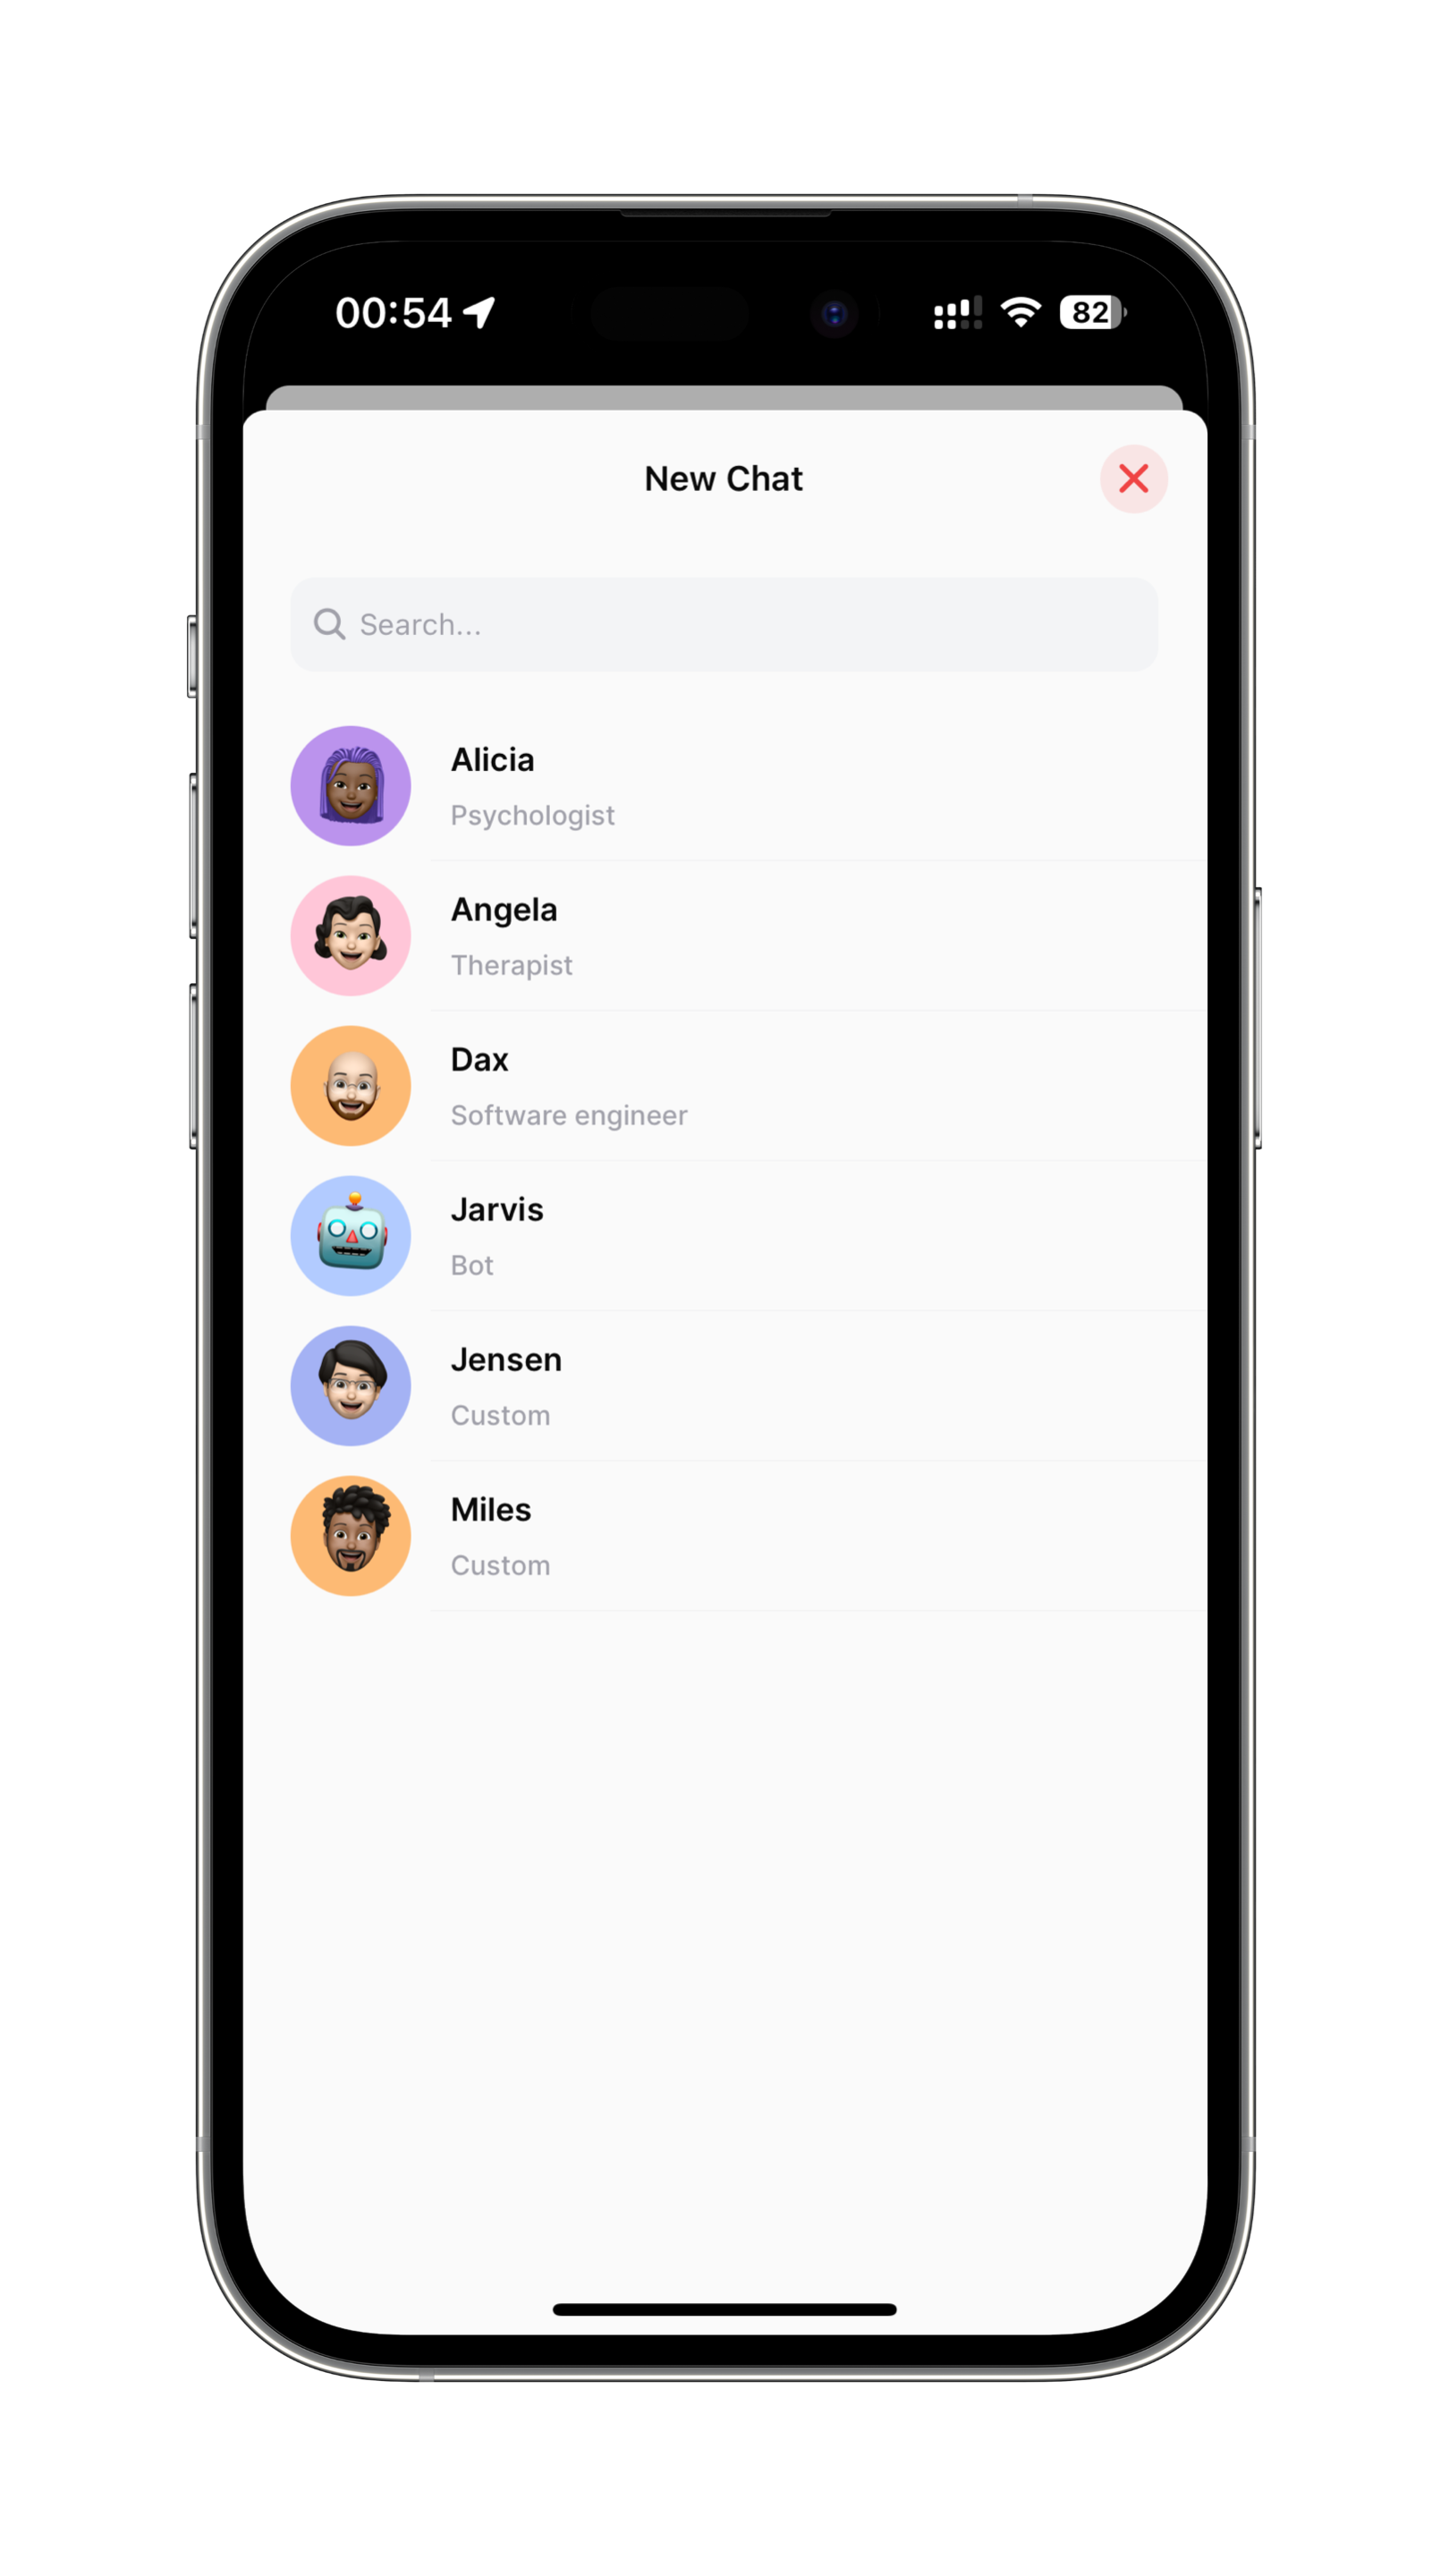 00:54
82
New Chat
Search...
Alicia
Psychologist
Angela
Therapist
Dax
Software engineer
Jarvis
Bot
Jensen
Custom
Miles
Custom